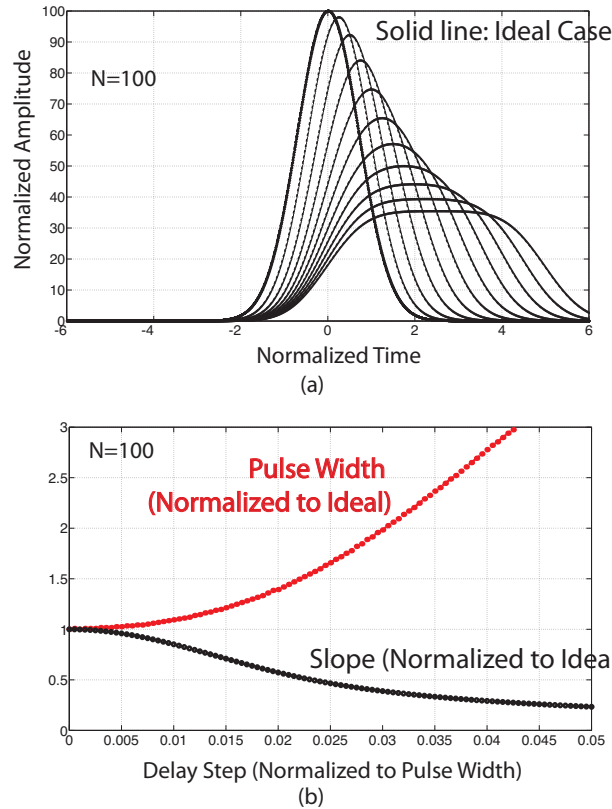 Solid line: Ideal Case
N=100
Normalized Amplitude
100
90
80
70
60
50
40
30
20
10
0
-6 -4 -2 0 2 4 6
Normalized Time
(a)
N=100
Pulse Width
(Normalized to Ideal)
Slope (Normalized to Idea
3
2.5
2
1.5
1
0.5
0
0 0.005 0.01 0.015 0.02 0.025 0.03 0.035 0.04 0.045 0.05
Delay Step (Normalized to Pulse Width)
(b)